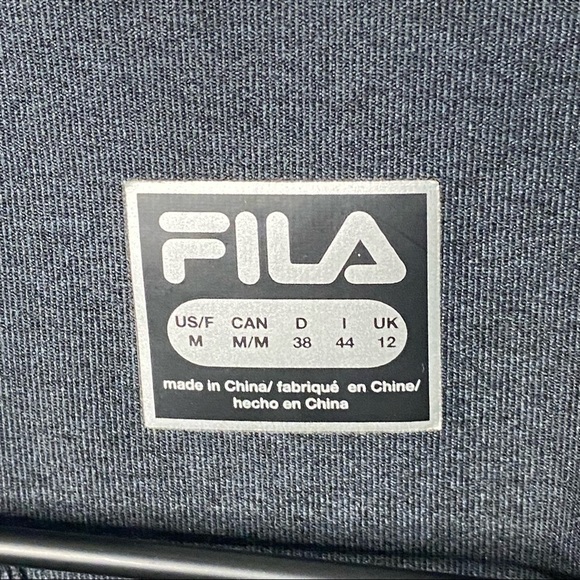 FILA
US/F CAN D I UK
M M/M 38 44 12
made in China/ fabriqué en Chine/
hecho en China